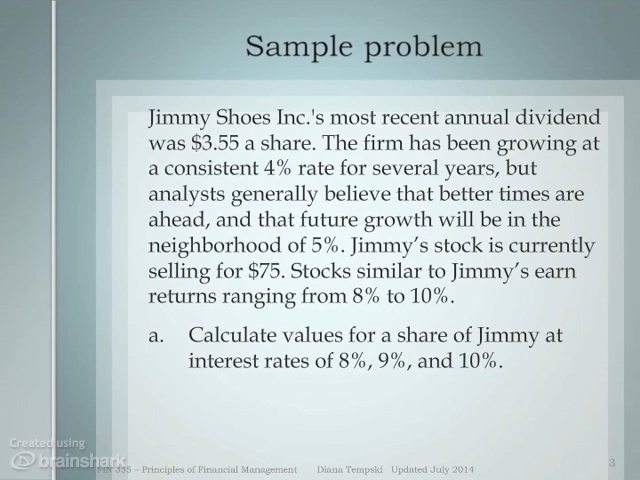 Sample problem
Jimmy Shoes Inc.'s most recent annual dividend
was $3.55 a share. The firm has been growing at
a consistent 4% rate for several years, but
analysts generally believe that better times are
ahead, and that future growth will be in the
neighborhood of 5%. Jimmy's stock is currently
selling for $75. Stocks similar to Jimmy's earn
returns ranging from 8% to 10%.
a. Calculate values for a share of Jimmy at
interest rates of 8%, 9%, and 10%.
Created using
brainshark
335 – Principles of Financial Management Diana Tempski Updated July 2014
3